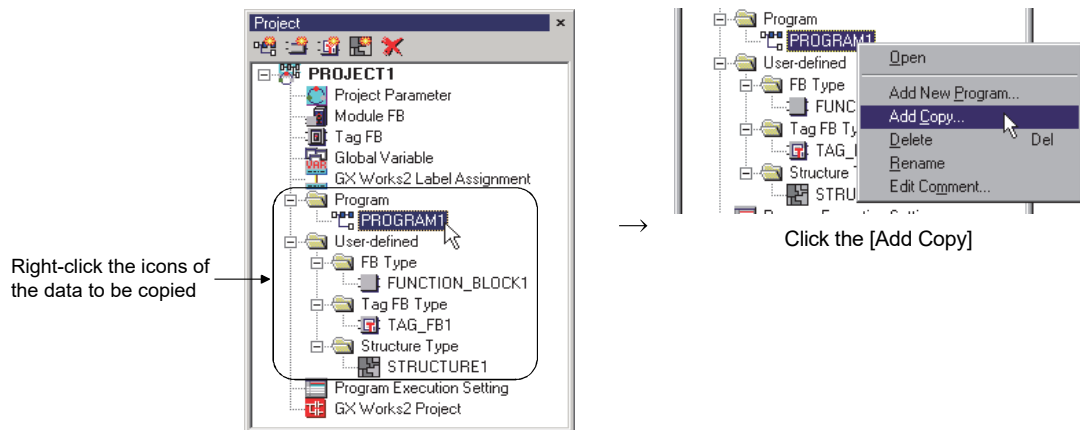 Project
PROJECT1
Project Parameter
Module FB
Tag FB
Global Variable
GX Works2 Label Assignment
Program
PROGRAM1
User-defined
FB Type
FUNCTION_BLOCK1
Tag FB Type
TAG_FB1
Structure Type
STRUCTURE1
Program Execution Setting
GX Works2 Project
Right-click the icons of
the data to be copied
→
Program
PROGRAM1
User-defined
FB Type
FUNC
Tag FB Ty
TAG_
Structure
STRU
Open
Add New Program...
Add Copy...
Delete Del
Rename
Edit Comment...
Click the [Add Copy]